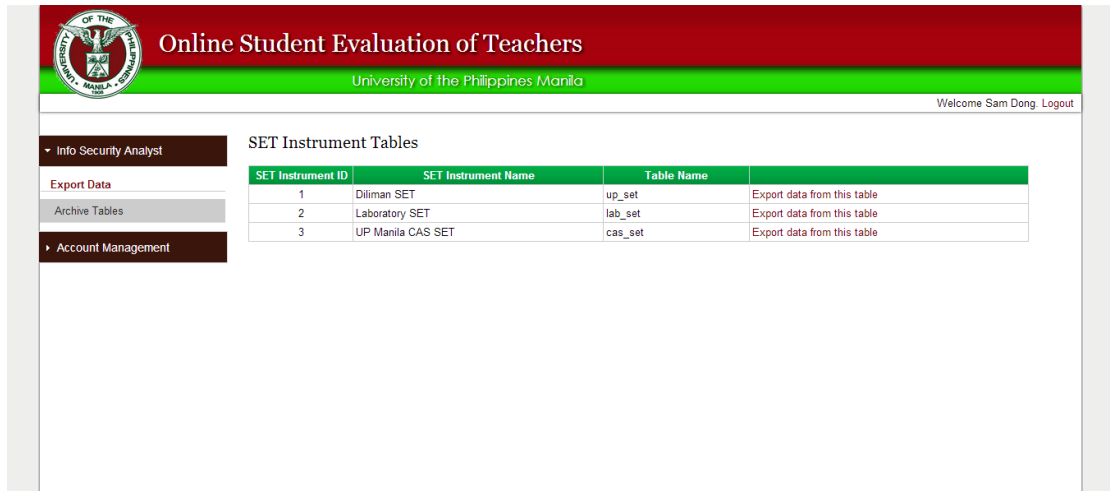 OF THE
UNIVERSITY
PHILIPPINES
MANILA
1908
Online Student Evaluation of Teachers
University of the Philippines Manila
Welcome Sam Dong. Logout
Info Security Analyst
Export Data
Archive Tables
Account Management
SET Instrument Tables
SET Instrument ID SET Instrument Name Table Name
1 Diliman SET up_set Export data from this table
2 Laboratory SET lab_set Export data from this table
3 UP Manila CAS SET cas_set Export data from this table